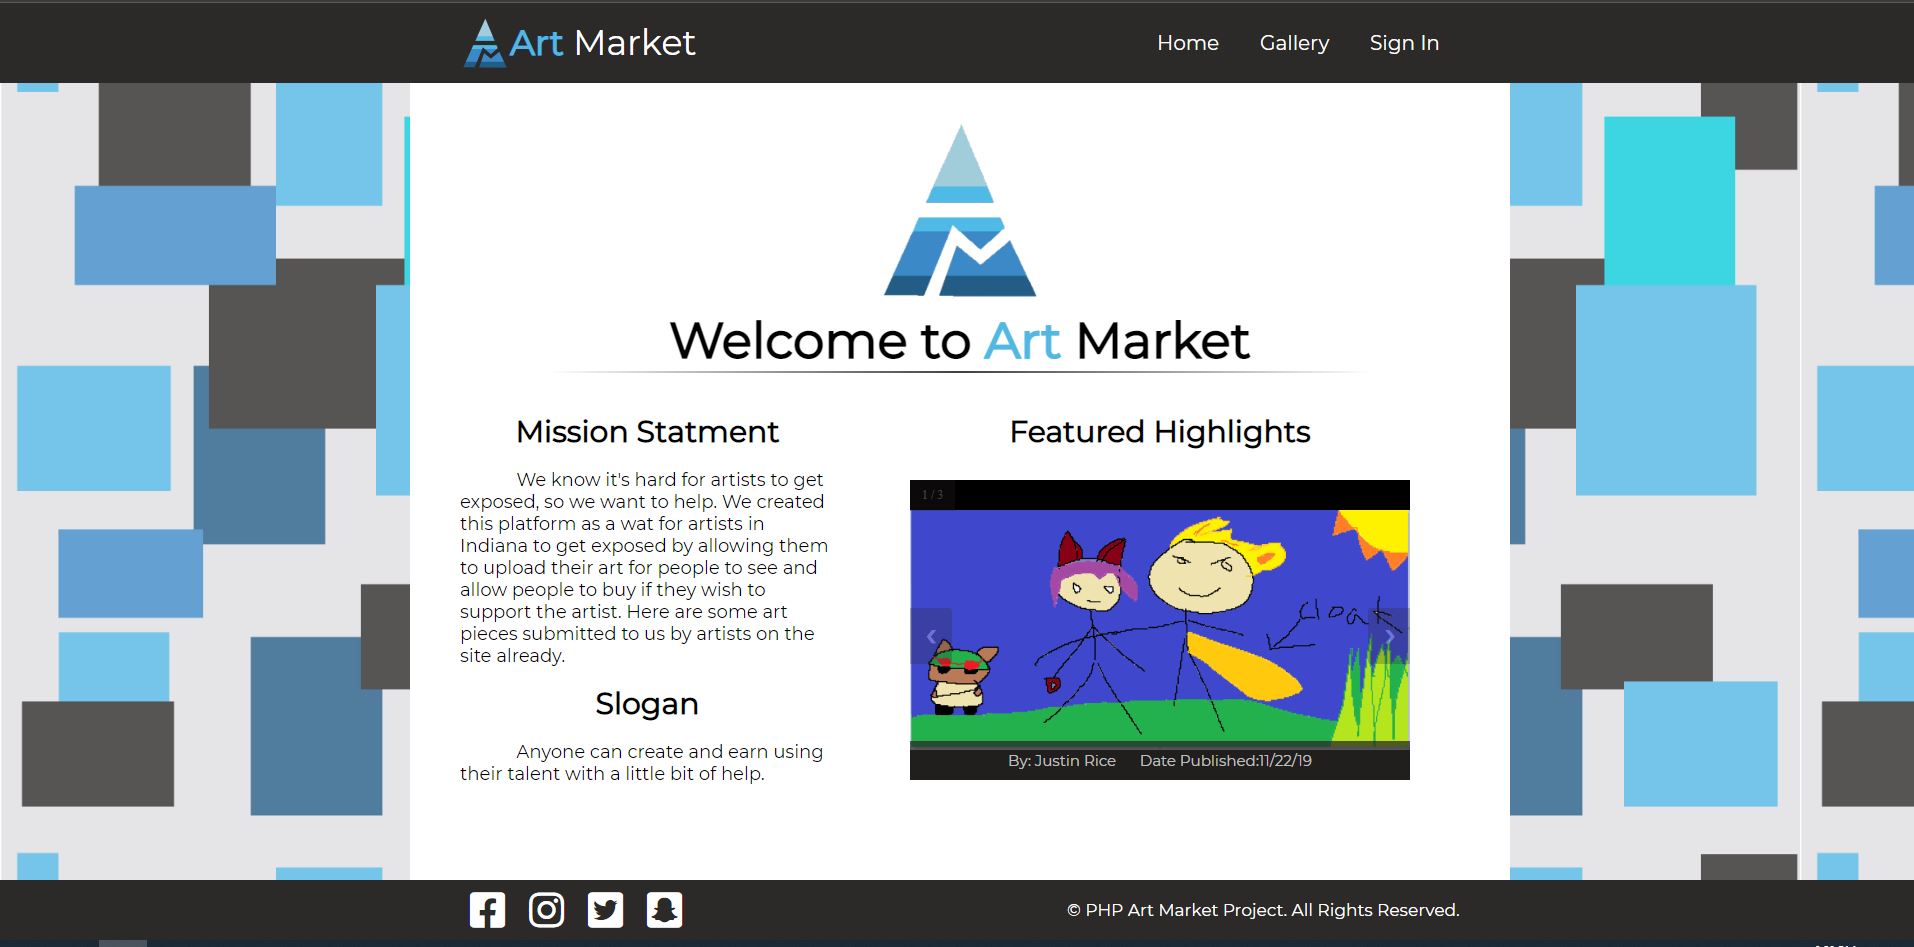 Art Market
Home Gallery Sign In
Welcome to Art Market
Mission Statment
We know it's hard for artists to get
exposed, so we want to help. We created
this platform as a wat for artists in
Indiana to get exposed by allowing them
to upload their art for people to see and
allow people to buy if they wish to
support the artist. Here are some art
pieces submitted to us by artists on the
site already.
Slogan
Anyone can create and earn using
their talent with a little bit of help.
Featured Highlights
1 / 3
cloak
By: Justin Rice Date Published:11/22/19
© PHP Art Market Project. All Rights Reserved.